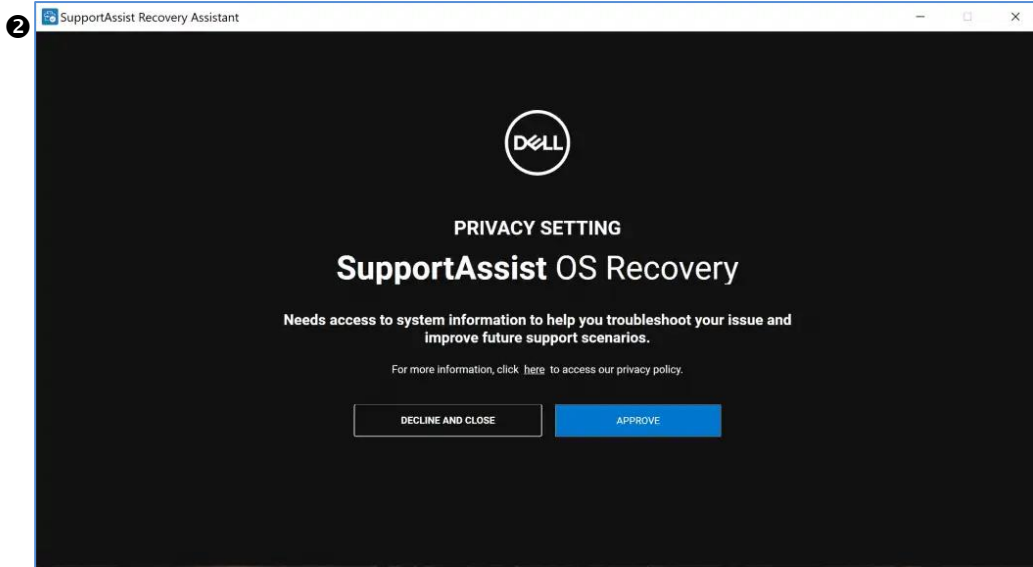 ❷
SupportAssist Recovery Assistant
DELL
PRIVACY SETTING
SupportAssist OS Recovery
Needs access to system information to help you troubleshoot your issue and
improve future support scenarios.
For more information, click here to access our privacy policy.
DECLINE AND CLOSE
APPROVE